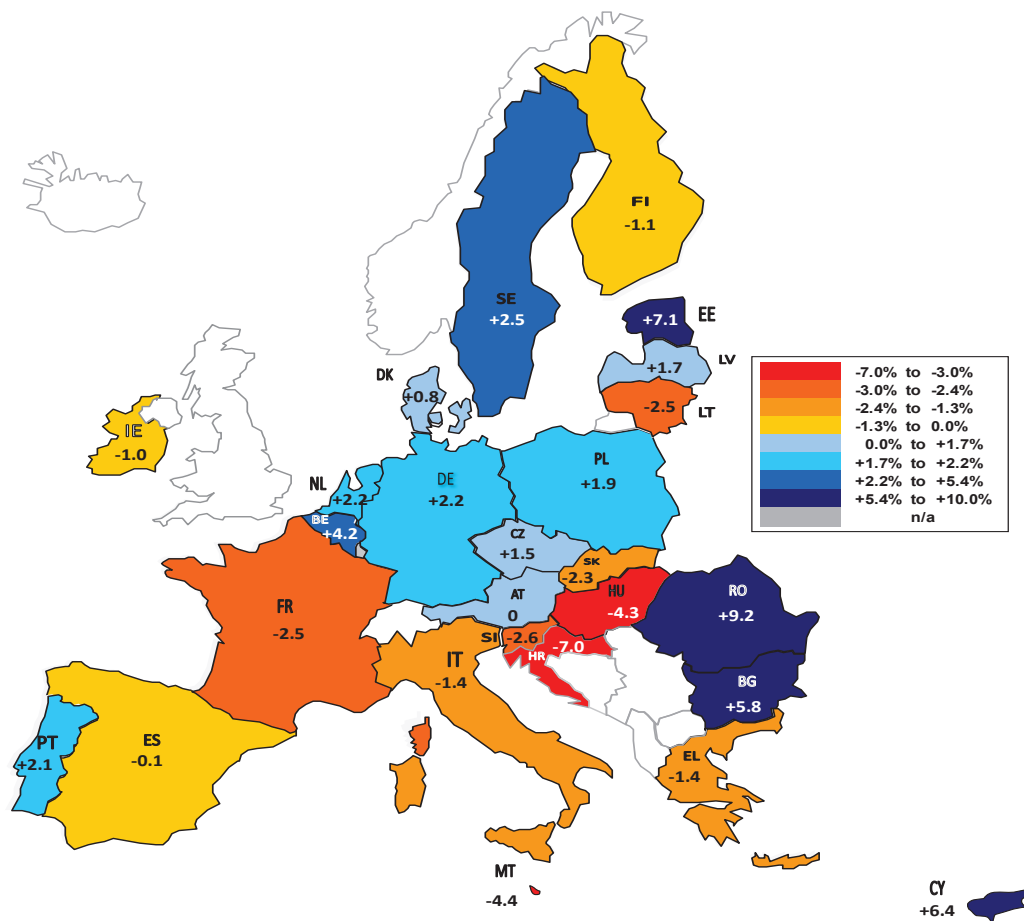 FI
-1.1
SE
+2.5
EE
+7.1
LV
+1.7
LT
-2.5
DK
+0.8
IE
-1.0
NL
+2.2
DE
+2.2
PL
+1.9
BE
+4.2
CZ
+1.5
SK
-2.3
AT
0
HU
-4.3
RO
+9.2
FR
-2.5
SI
-2.6
HR
-7.0
IT
-1.4
BG
+5.8
PT
+2.1
ES
-0.1
EL
-1.4
MT
-4.4
CY
+6.4
-7.0% to -3.0%
-3.0% to -2.4%
-2.4% to -1.3%
-1.3% to 0.0%
0.0% to +1.7%
+1.7% to +2.2%
+2.2% to +5.4%
+5.4% to +10.0%
n/a